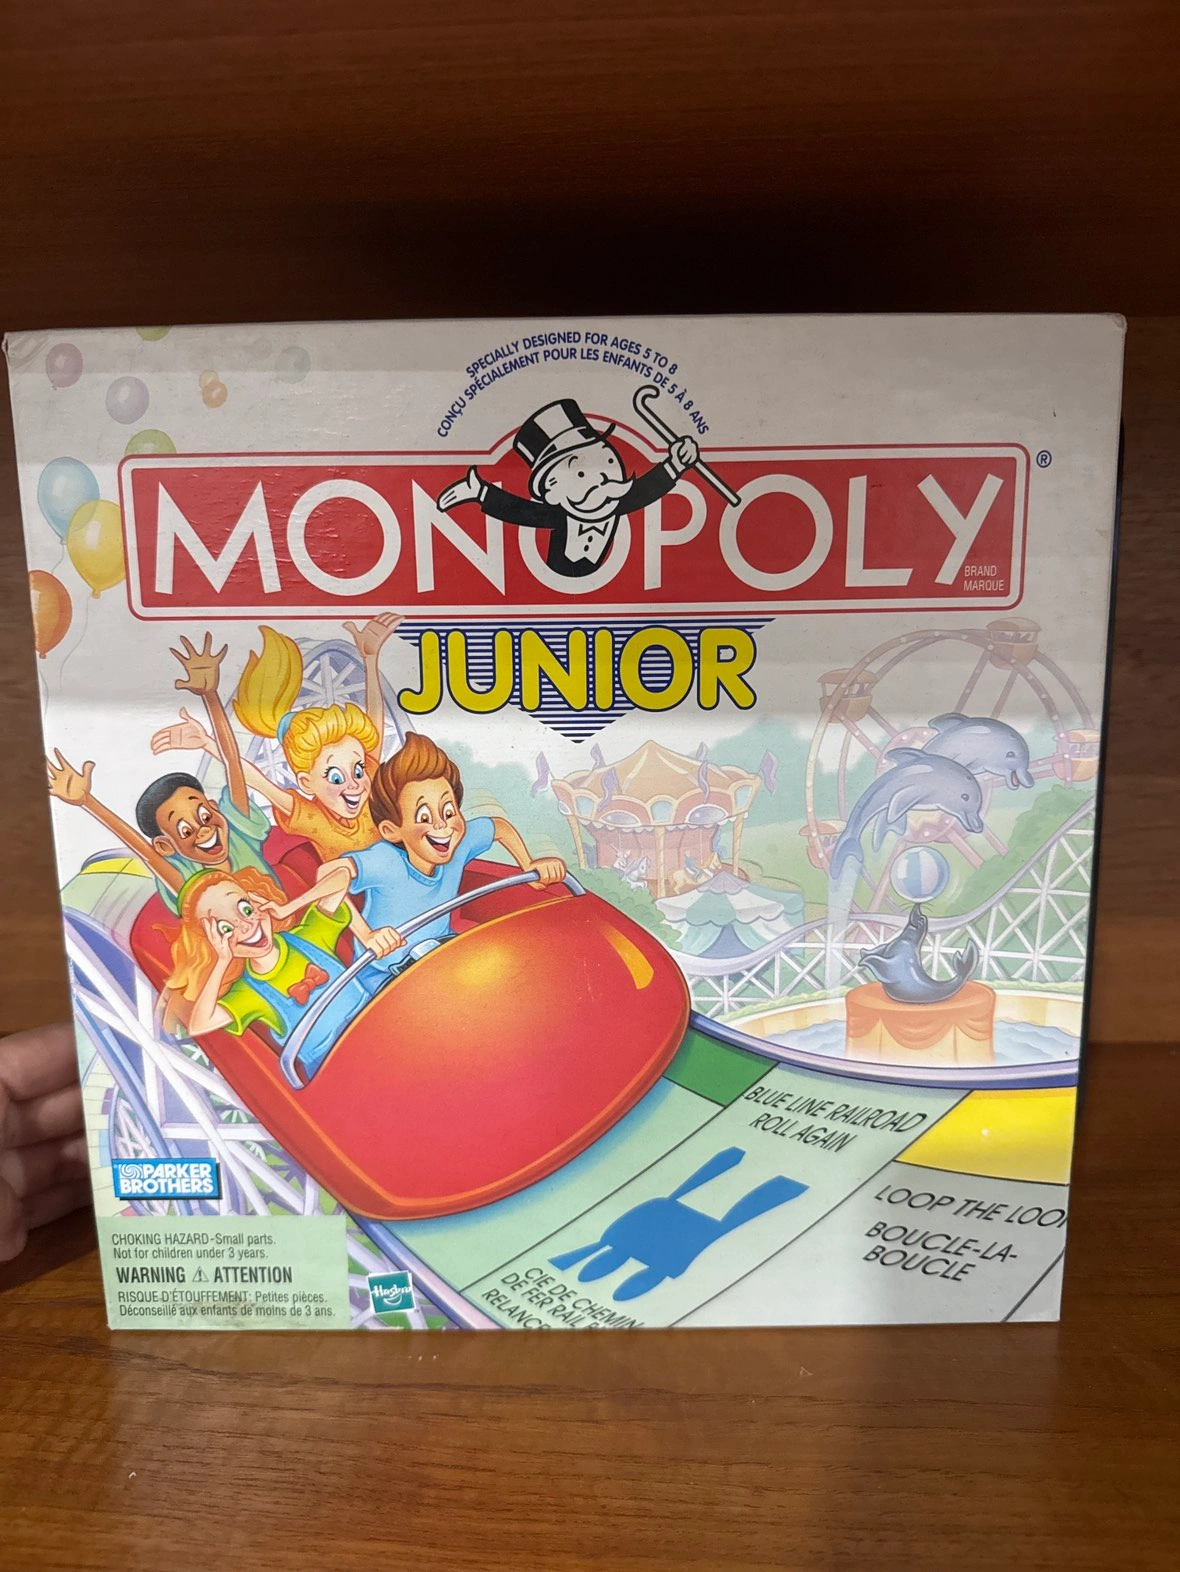 SPECIALLY DESIGNED FOR AGES 5 TO 8
CONÇU SPÉCIALEMENT POUR LES ENFANTS DE 5 À 8 ANS
MONOPOLY
®
BRAND
MARQUE
JUNIOR
BLUE LINE RAILROAD
ROLL AGAIN
LOOP THE
BOUCLE-LA-
BOUCLE
CIE DE CHEMIN
DE FER
PARKER
BROTHERS
CHOKING HAZARD-Small parts.
Not for children under 3 years.
WARNING ⚠ ATTENTION
RISQUE D'ÉTOUFFEMENT: Petites pièces.
Déconseillé aux enfants de moins de 3 ans.
Hasbro